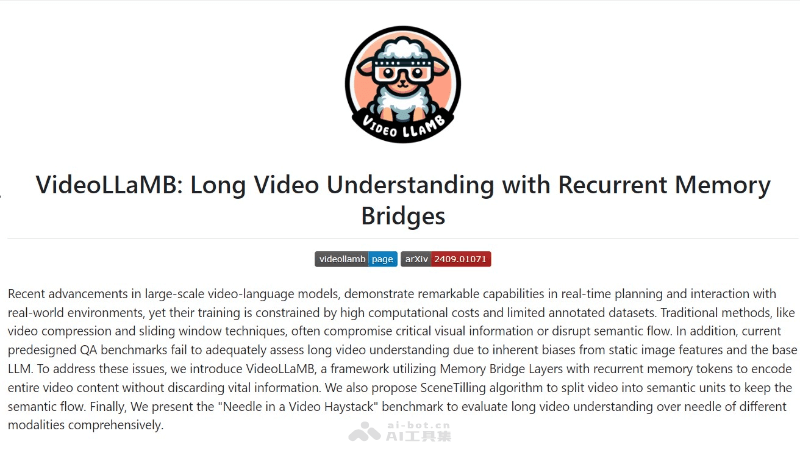 VIDEO LLAMB
VideoLLaMB: Long Video Understanding with Recurrent Memory
Bridges
videollamb page arXiv 2409.01071
Recent advancements in large-scale video-language models, demonstrate remarkable capabilities in real-time planning and interaction with
real-world environments, yet their training is constrained by high computational costs and limited annotated datasets. Traditional methods, like
video compression and sliding window techniques, often compromise critical visual information or disrupt semantic flow. In addition, current
predesigned QA benchmarks fail to adequately assess long video understanding due to inherent biases from static image features and the base
LLM. To address these issues, we introduce VideoLLaMB, a framework utilizing Memory Bridge Layers with recurrent memory tokens to encode
entire video content without discarding vital information. We also propose SceneTilling algorithm to split video into semantic units to keep the
semantic flow. Finally, We present the "Needle in a Video Haystack" benchmark to evaluate long video understanding over needle of different
modalities comprehensively.
ai-bot.cn
AI工具集